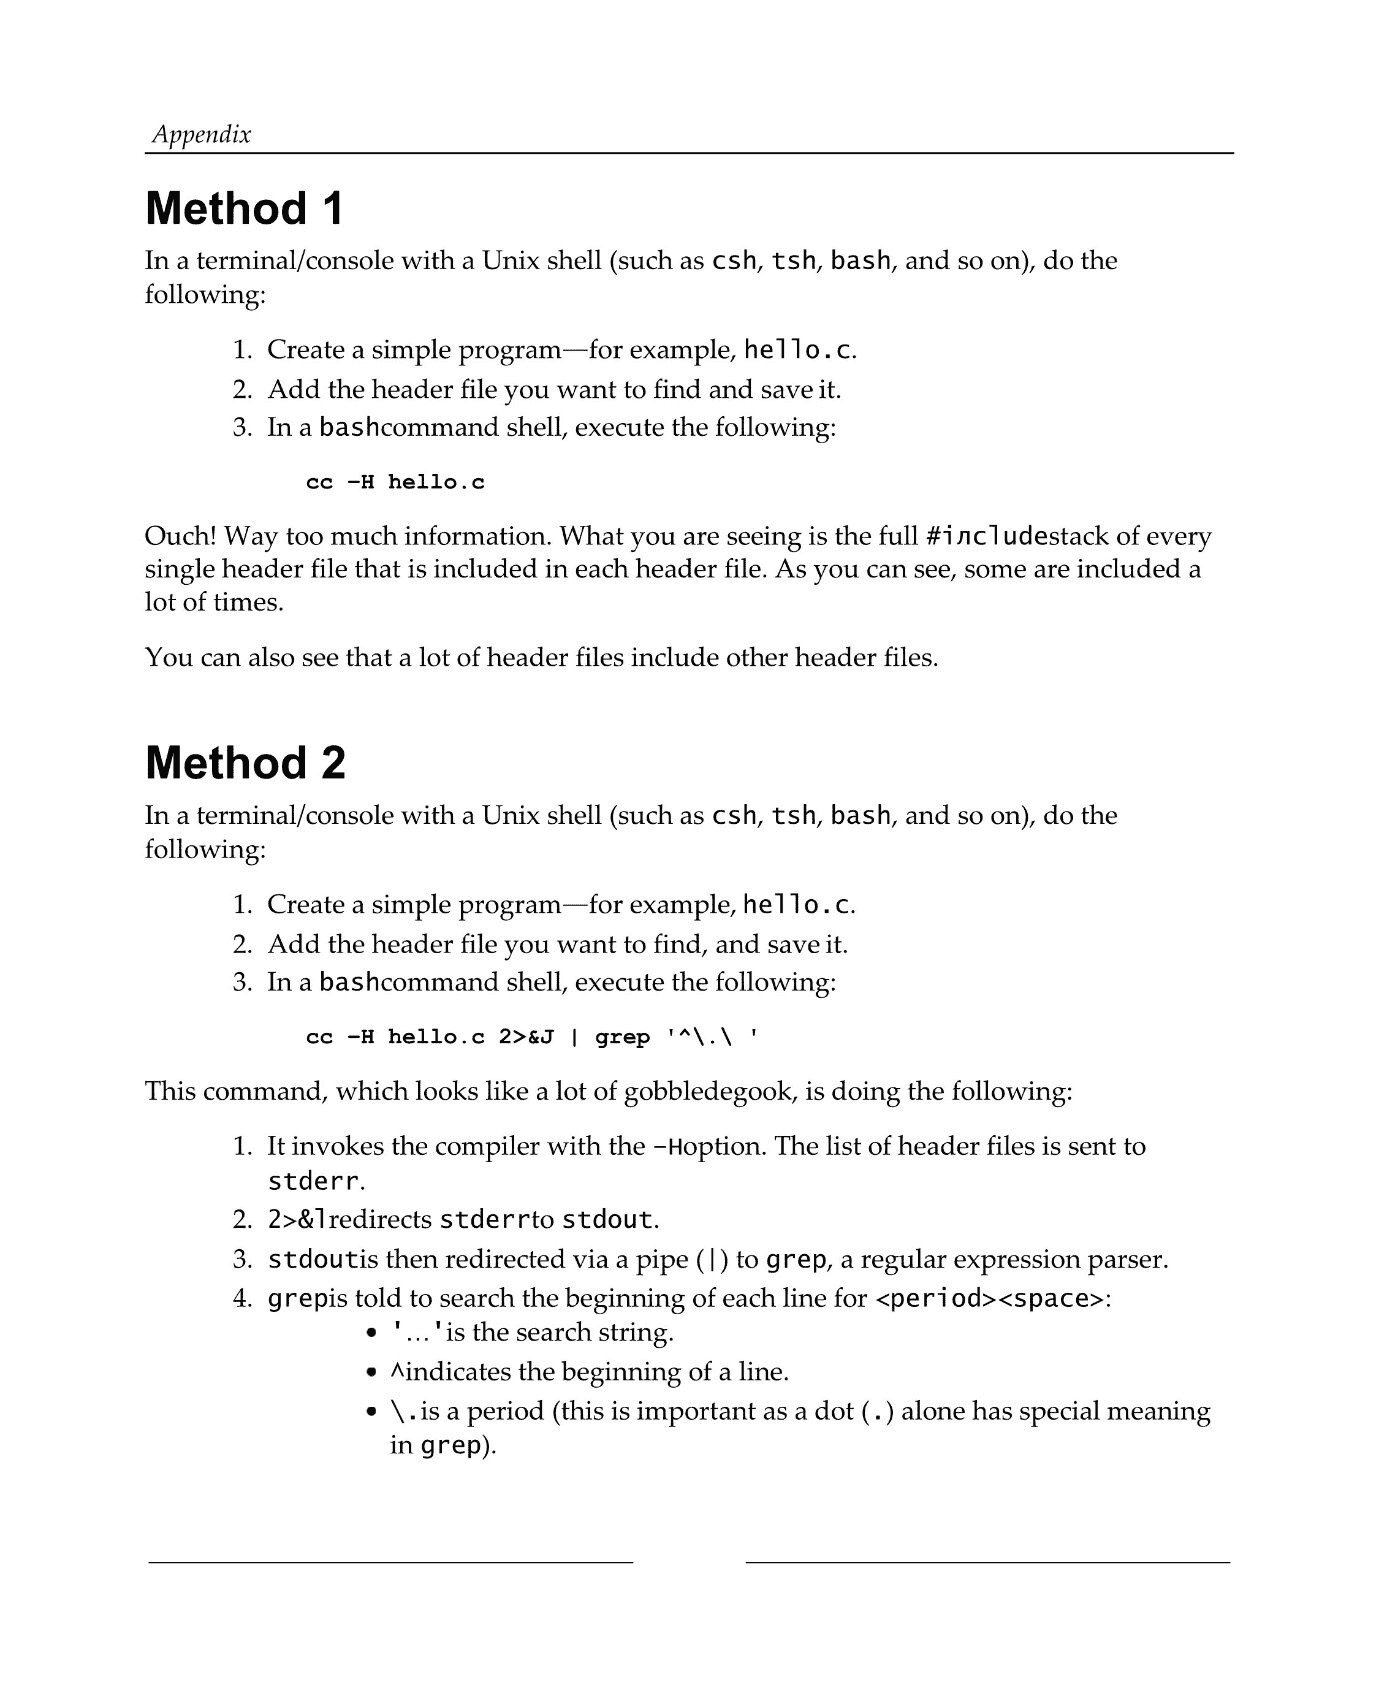 Appendix
Method 1
In a terminal/console with a Unix shell (such as csh, tsh, bash, and so on), do the
following:
1. Create a simple program—for example, hello.c.
2. Add the header file you want to find and save it.
3. In a bashcommand shell, execute the following:
cc -H hello.c
Ouch! Way too much information. What you are seeing is the full #iлcludestack of every
single header file that is included in each header file. As you can see, some are included a
lot of times.
You can also see that a lot of header files include other header files.
Method 2
In a terminal/console with a Unix shell (such as csh, tsh, bash, and so on), do the
following:
1. Create a simple program—for example, hello.c.
2. Add the header file you want to find, and save it.
3. In a bashcommand shell, execute the following:
cc -H hello.c 2>&J | grep '^\.\ '
This command, which looks like a lot of gobbledegook, is doing the following:
1. It invokes the compiler with the -Hoption. The list of header files is sent to
stderr.
2. 2>&lredirects stderrto stdout.
3. stdoutis then redirected via a pipe (|) to grep, a regular expression parser.
4. grepis told to search the beginning of each line for <period><space>:
• '...'is the search string.
• ^indicates the beginning of a line.
• \.is a period (this is important as a dot (.) alone has special meaning
in grep).